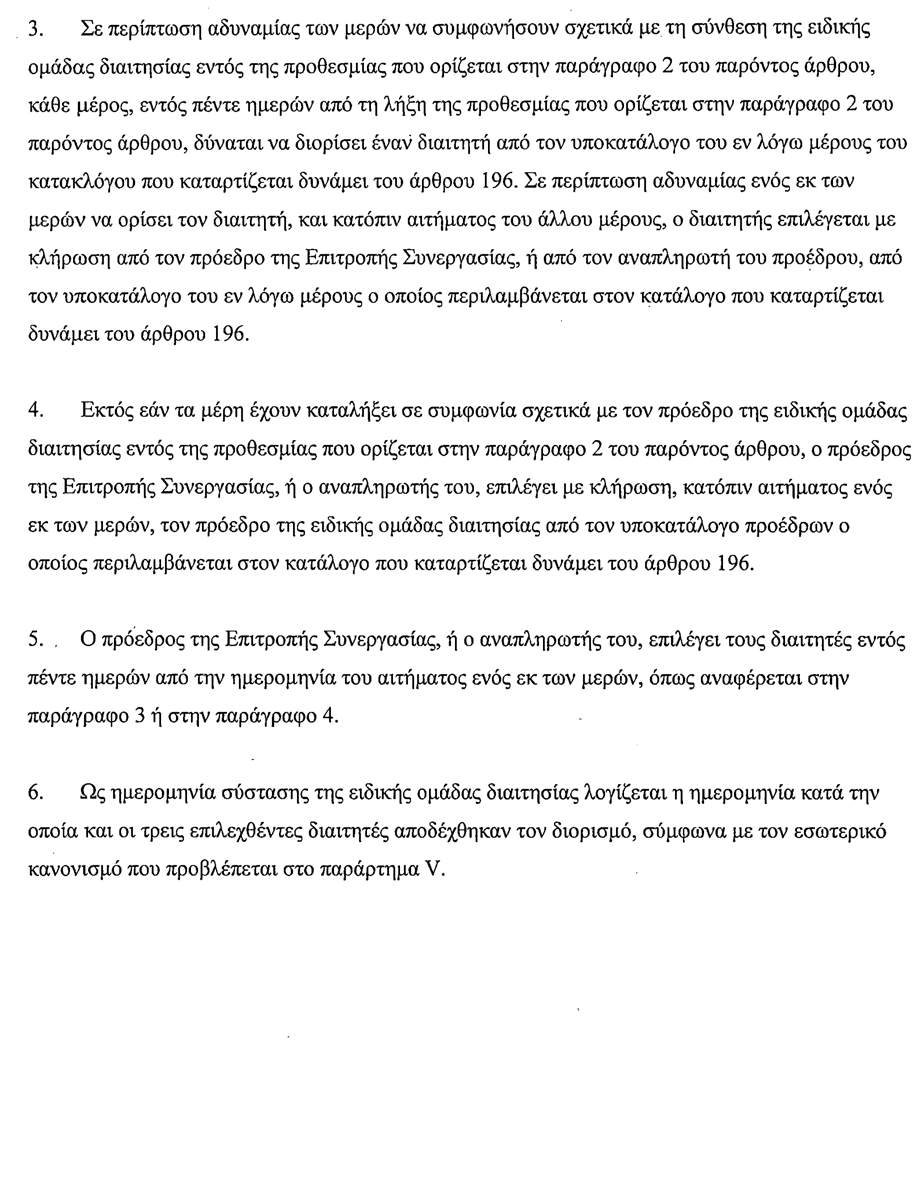 3. Σε περίπτωση αδυναμίας των μερών να συμφωνήσουν σχετικά με τη σύνθεση της ειδικής
ομάδας διαιτησίας εντός της προθεσμίας που ορίζεται στην παράγραφο 2 του παρόντος άρθρου,
κάθε μέρος, εντός πέντε ημερών από τη λήξη της προθεσμίας που ορίζεται στην παράγραφο 2 του
παρόντος άρθρου, δύναται να διορίσει έναν διαιτητή από τον υποκατάλογο του εν λόγω μέρους του
κατακλόγου που καταρτίζεται δυνάμει του άρθρου 196. Σε περίπτωση αδυναμίας ενός εκ των
μερών να ορίσει τον διαιτητή, και κατόπιν αιτήματος του άλλου μέρους, ο διαιτητής επιλέγεται με
κλήρωση από τον πρόεδρο της Επιτροπής Συνεργασίας, ή από τον αναπληρωτή του προέδρου, από
τον υποκατάλογο του εν λόγω μέρους ο οποίος περιλαμβάνεται στον κατάλογο που καταρτίζεται
δυνάμει του άρθρου 196.
4. Εκτός εάν τα μέρη έχουν καταλήξει σε συμφωνία σχετικά με τον πρόεδρο της ειδικής ομάδας
διαιτησίας εντός της προθεσμίας που ορίζεται στην παράγραφο 2 του παρόντος άρθρου, ο πρόεδρος
της Επιτροπής Συνεργασίας, ή ο αναπληρωτής του, επιλέγει με κλήρωση, κατόπιν αιτήματος ενός
εκ των μερών, τον πρόεδρο της ειδικής ομάδας διαιτησίας από τον υποκατάλογο προέδρων ο
οποίος περιλαμβάνεται στον κατάλογο που καταρτίζεται δυνάμει του άρθρου 196.
5. Ο πρόεδρος της Επιτροπής Συνεργασίας, ή ο αναπληρωτής του, επιλέγει τους διαιτητές εντός
πέντε ημερών από την ημερομηνία του αιτήματος ενός εκ των μερών, όπως αναφέρεται στην
παράγραφο 3 ή στην παράγραφο 4.
6. Ως ημερομηνία σύστασης της ειδικής ομάδας διαιτησίας λογίζεται η ημερομηνία κατά την
οποία και οι τρεις επιλεχθέντες διαιτητές αποδέχθηκαν τον διορισμό, σύμφωνα με τον εσωτερικό
κανονισμό που προβλέπεται στο παράρτημα V.